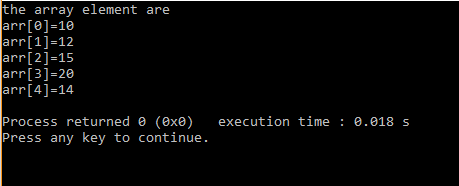 the array element are
arr[0]=10
arr[1]=12
arr[2]=15
arr[3]=20
arr[4]=14
Process returned 0 (0x0)   execution time : 0.018 s
Press any key to continue.